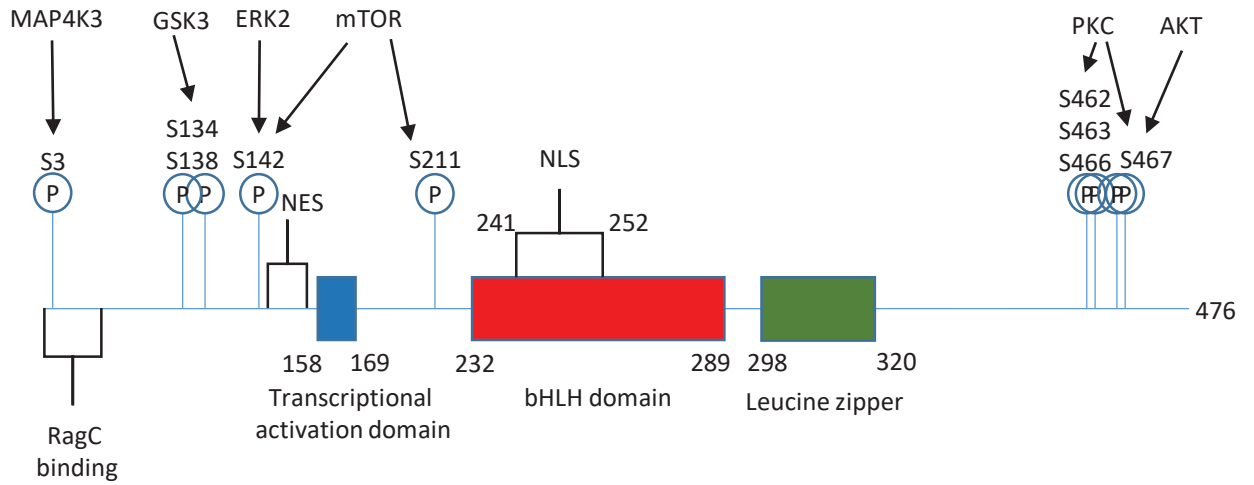 MAP4K3 GSK3 ERK2 mTOR PKC AKT
S462
S134 S463
S3 S138 S142 S211 NLS S466 S467
P P P P P P P P P
NES
241 252
476
158 169 232 289 298 320
Transcriptional bHLH domain Leucine zipper
activation domain
RagC
binding